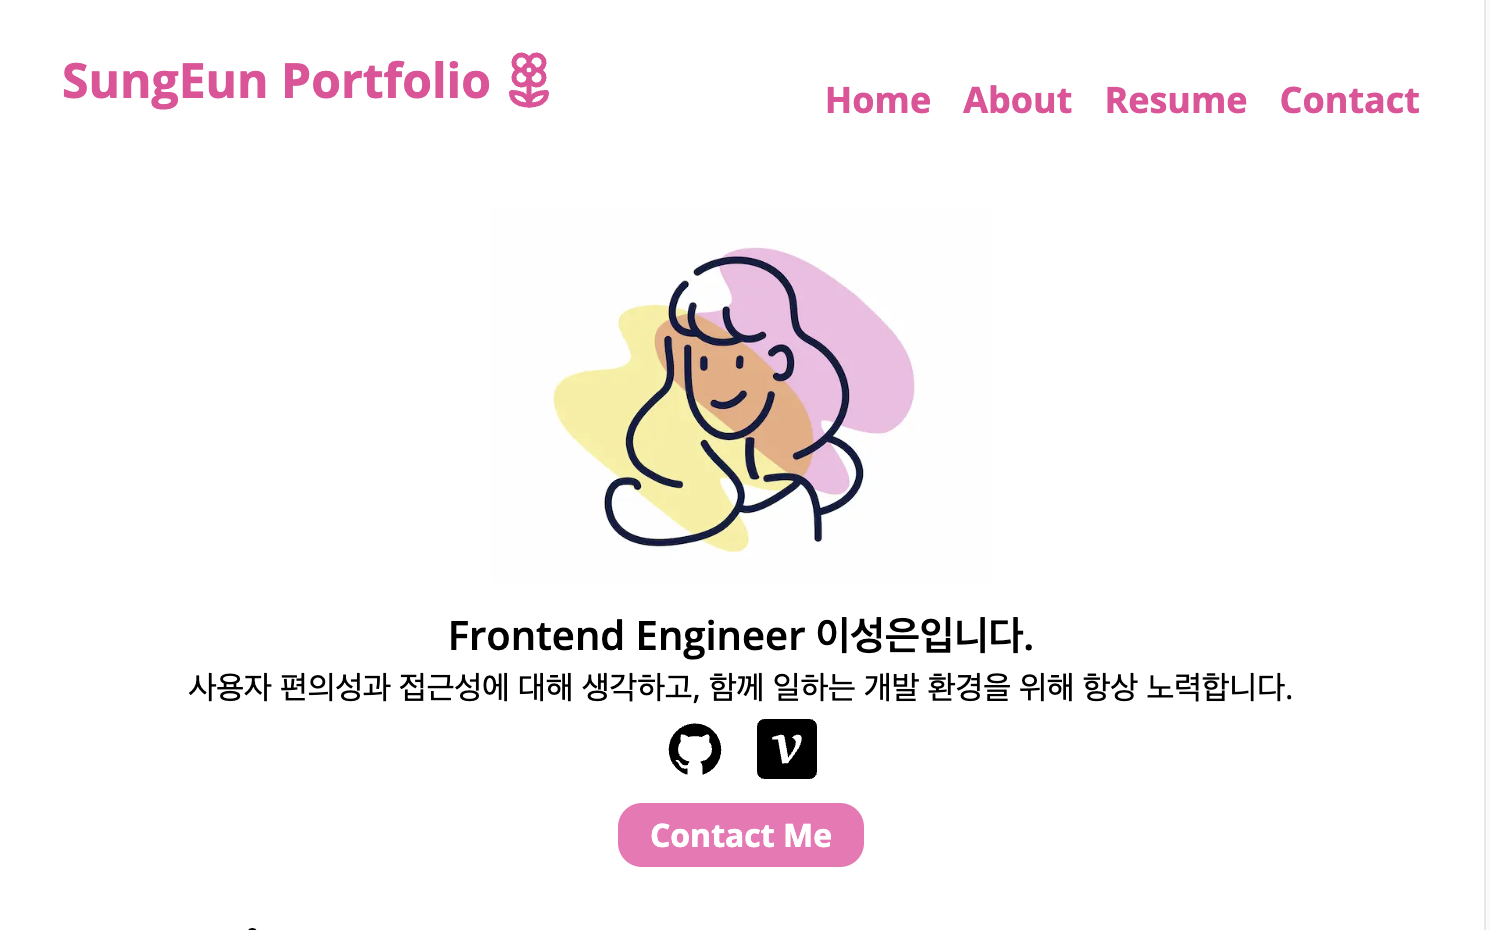 SungEun Portfolio
Home About Resume Contact
Frontend Engineer 이성은입니다.
사용자 편의성과 접근성에 대해 생각하고, 함께 일하는 개발 환경을 위해 항상 노력합니다.
v
Contact Me